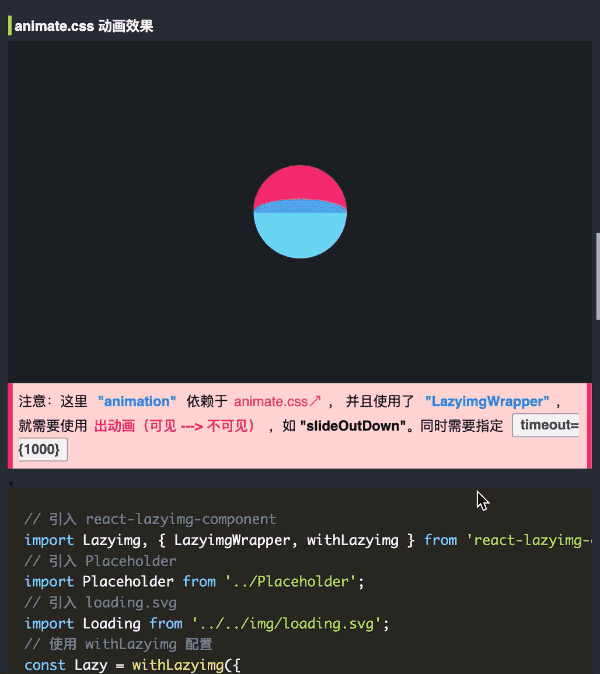 animate.css 动画效果
注意：这里 "animation" 依赖于 animate.css↗ ， 并且使用了 "LazyimgWrapper" ，
就需要使用 出动画（可见 ---> 不可见） ，如 "slideOutDown"。同时需要指定 timeout=
{1000}
// 引入 react-lazyimg-component
import Lazyimg, { LazyimgWrapper, withLazyimg } from 'react-lazyimg-
// 引入 Placeholder
import Placeholder from '../Placeholder';
// 引入 loading.svg
import Loading from '../../img/loading.svg';
// 使用 withLazyimg 配置
const Lazy = withLazyimg({